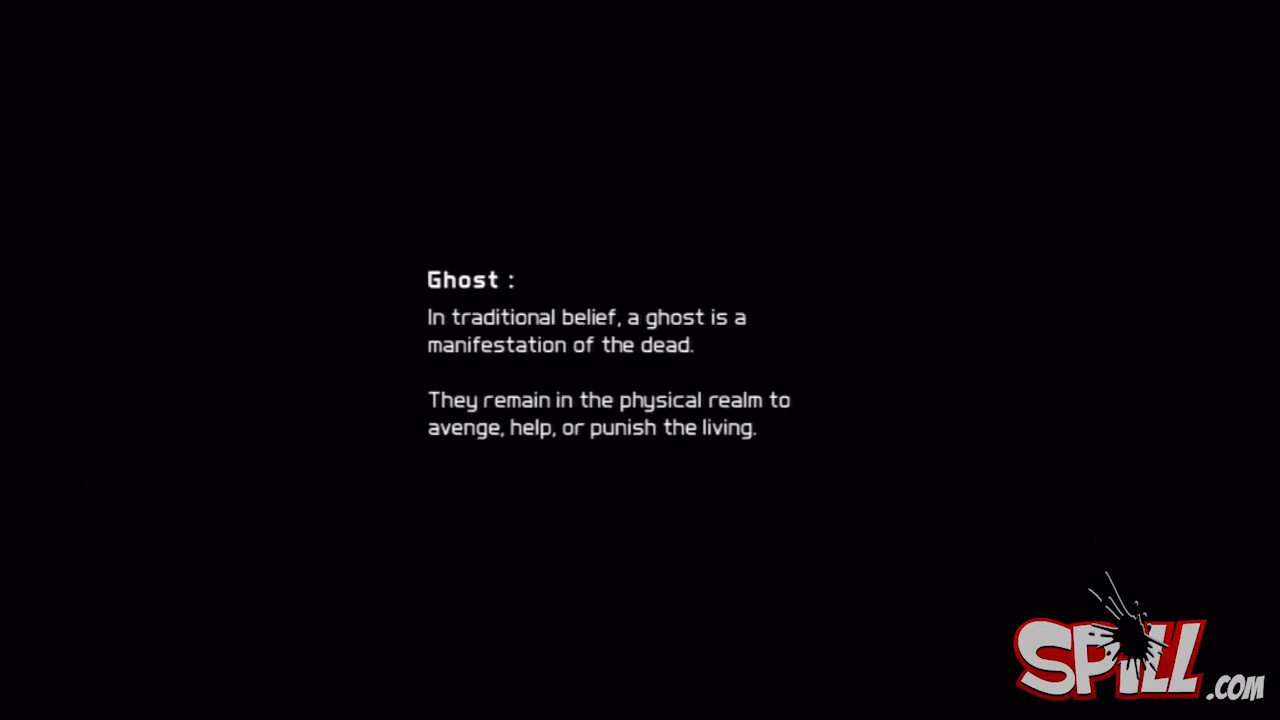 Ghost :
In traditional belief, a ghost is a
manifestation of the dead.
They remain in the physical realm to
avenge, help, or punish the living.
SPILL
.COM